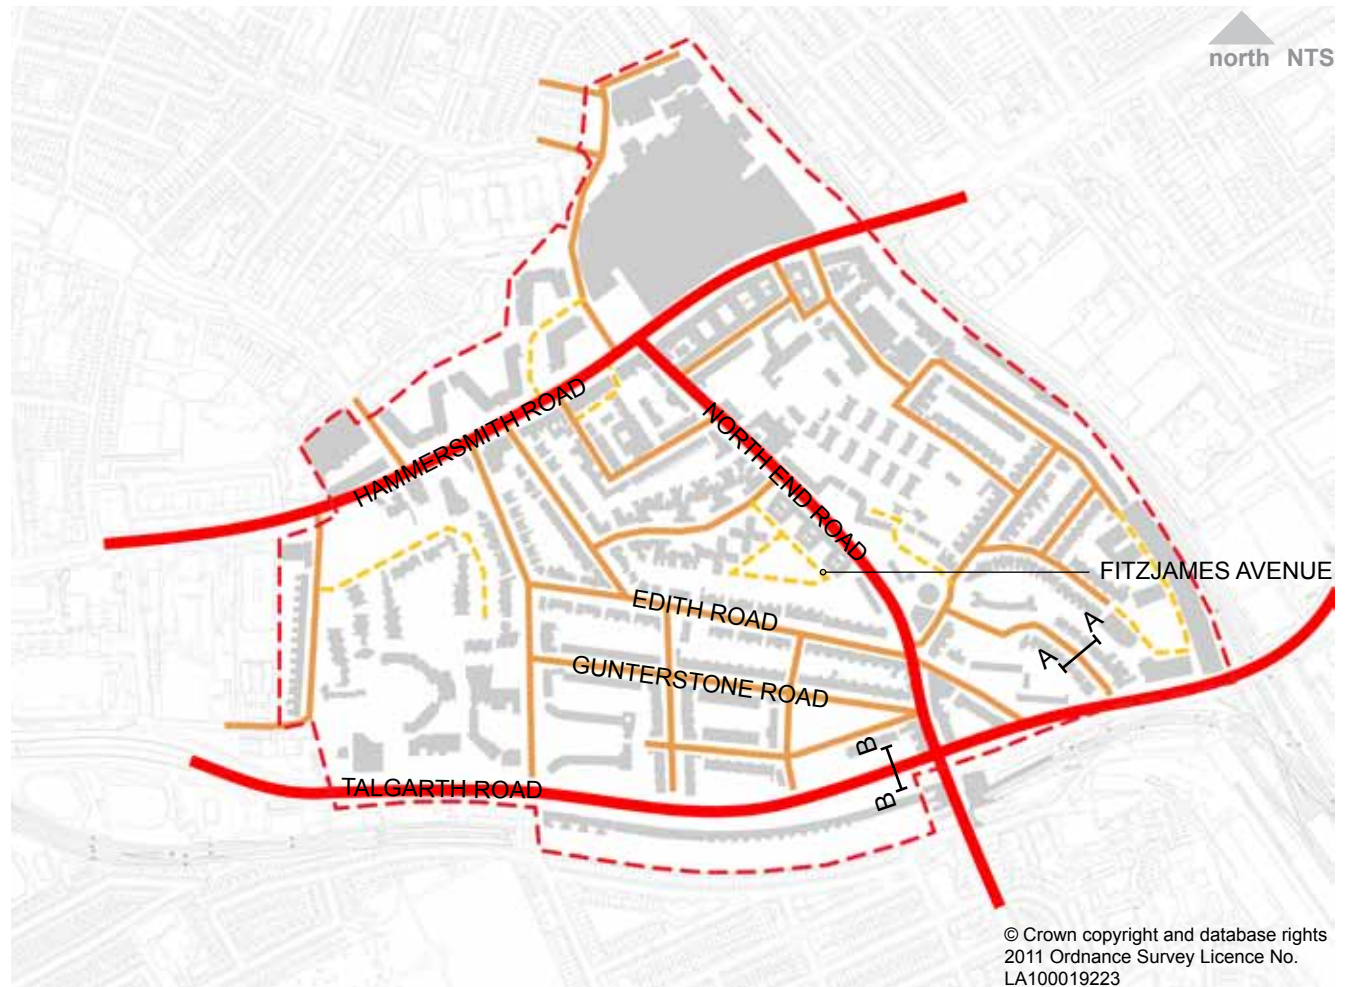 north NTS
HAMMERSMITH ROAD
NORTH END ROAD
FITZJAMES AVENUE
EDITH ROAD
A
A
GUNTERSTONE ROAD
B
TALGARTH ROAD
B
© Crown copyright and database rights
2011 Ordnance Survey Licence No.
LA100019223